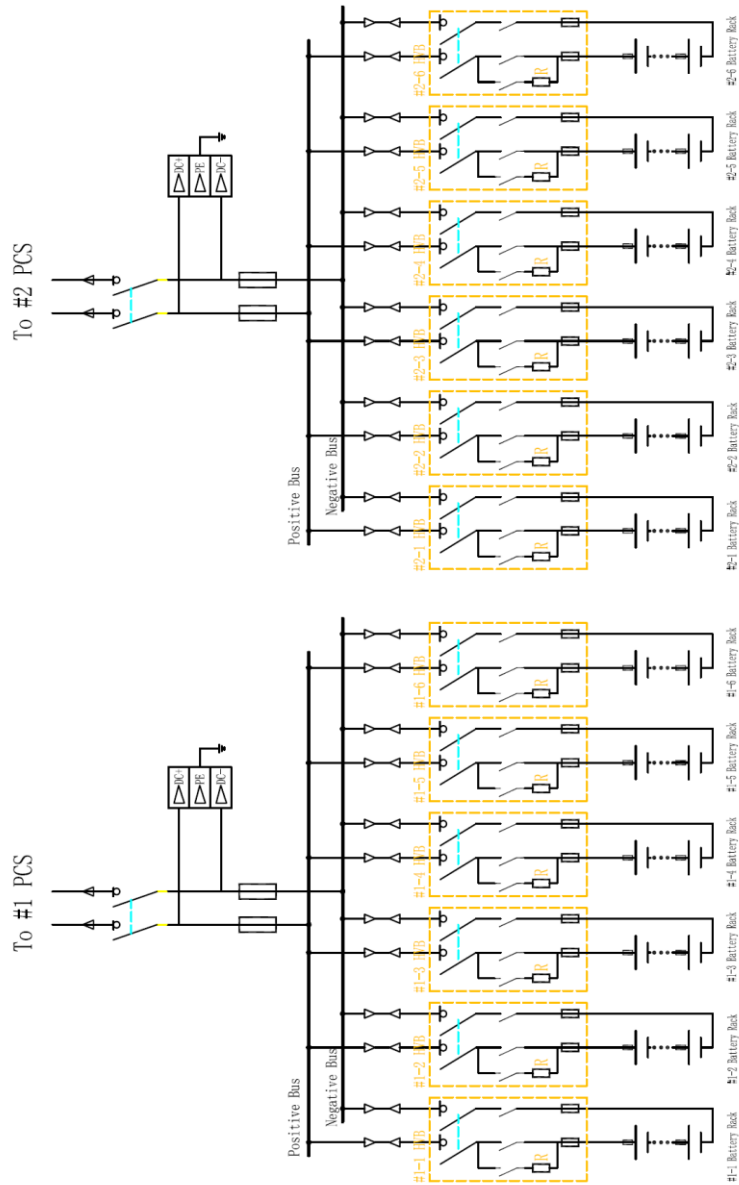 To #1 PCS
To #2 PCS
DC+
PE
DC-
DC+
PE
DC-
Positive Bus
Positive Bus
Negative Bus
Negative Bus
#1-1 HVB
#1-2 HVB
#1-3 HVB
#1-4 HVB
#1-5 HVB
#1-6 HVB
#2-1 HVB
#2-2 HVB
#2-3 HVB
#2-4 HVB
#2-5 HVB
#2-6 HVB
R
R
R
R
R
R
R
R
R
R
R
R
#1-1 Battery Rack
#1-2 Battery Rack
#1-3 Battery Rack
#1-4 Battery Rack
#1-5 Battery Rack
#1-6 Battery Rack
#2-1 Battery Rack
#2-2 Battery Rack
#2-3 Battery Rack
#2-4 Battery Rack
#2-5 Battery Rack
#2-6 Battery Rack